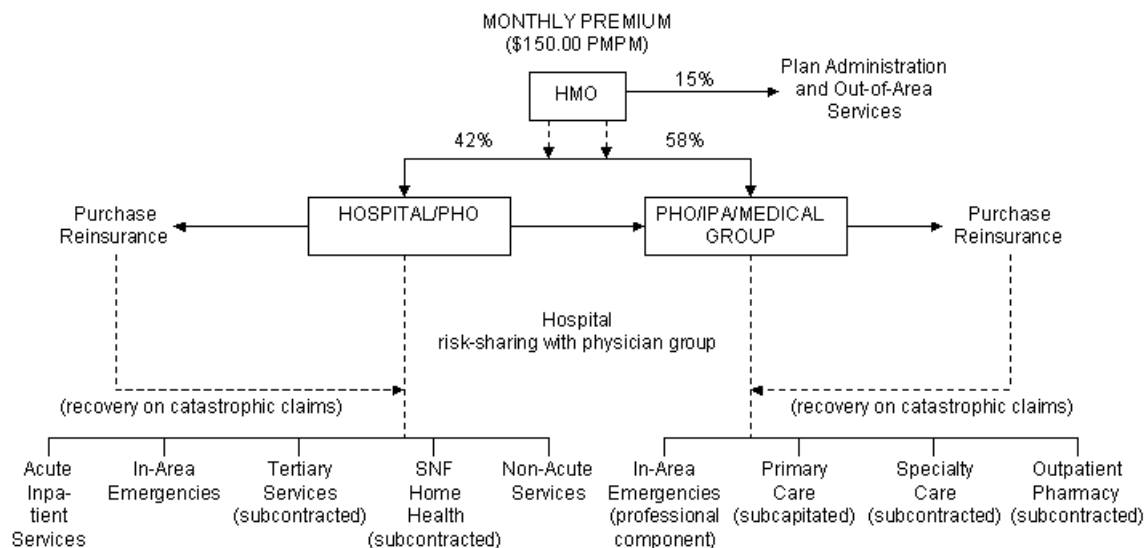 MONTHLY PREMIUM
($150.00 PMPM)
HMO
15%
Plan Administration
and Out-of-Area
Services
42%
58%
Purchase
Reinsurance
HOSPITAL/PHO
PHO/IPA/MEDICAL
GROUP
Purchase
Reinsurance
Hospital
risk-sharing with physician group
(recovery on catastrophic claims)
(recovery on catastrophic claims)
Acute
Inpa-
tient
Services
In-Area
Emergencies
Tertiary
Services
(subcontracted)
SNF
Home
Health
(subcontracted)
Non-Acute
Services
In-Area
Emergencies
(professional
component)
Primary
Care
(subcapitated)
Specialty
Care
(subcontracted)
Outpatient
Pharmacy
(subcontracted)